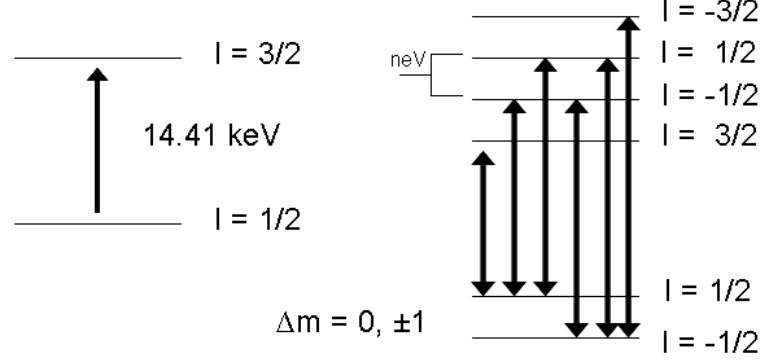 I = 3/2
14.41 keV
I = 1/2
Δm = 0, ±1
neV
I = -3/2
I = 1/2
I = -1/2
I = 3/2
I = 1/2
I = -1/2